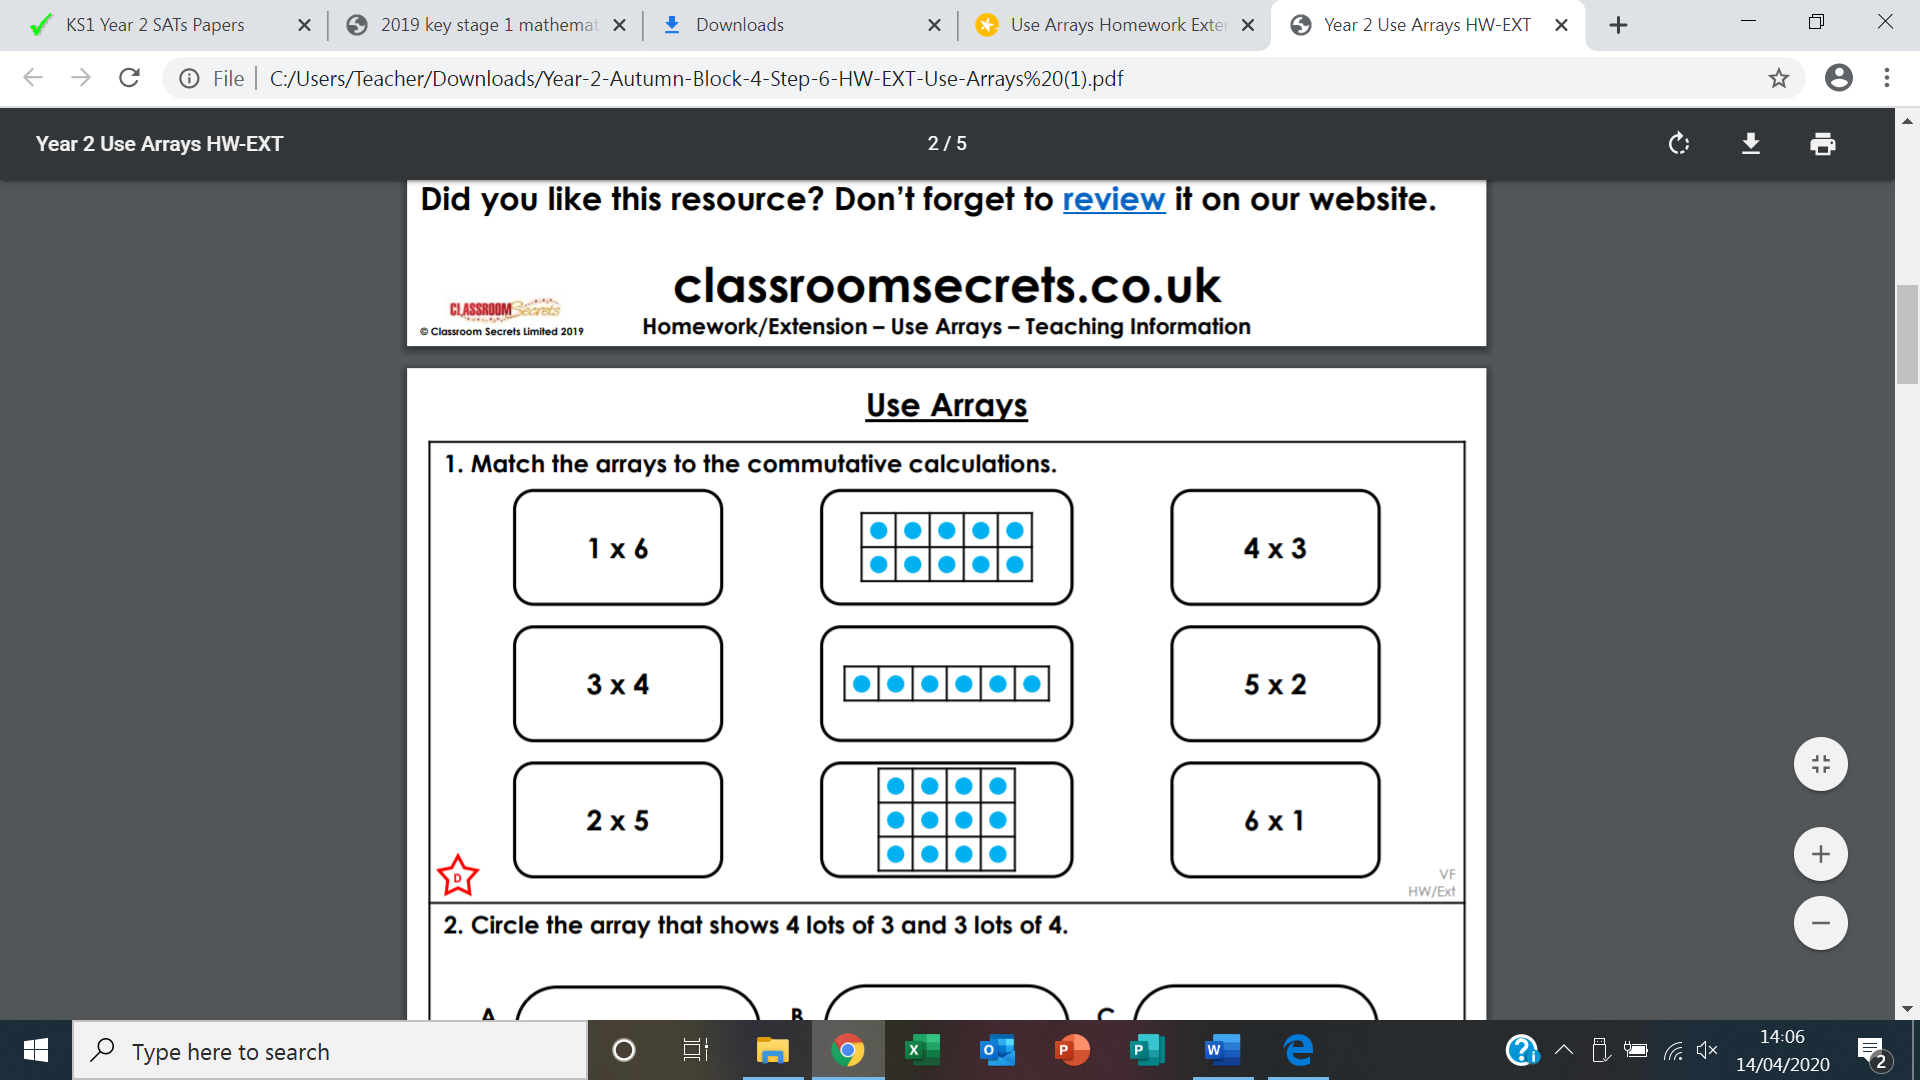 KS1 Year 2 SATs Papers
2019 key stage 1 mathemat
Downloads
Use Arrays Homework Exter
Year 2 Use Arrays HW-EXT
File
C:/Users/Teacher/Downloads/Year-2-Autumn-Block-4-Step-6-HW-EXT-Use-Arrays%20(1).pdf
Year 2 Use Arrays HW-EXT
2 / 5
Did you like this resource? Don't forget to review it on our website.
classroomsecrets.co.uk
CLASSROOM Secrets
© Classroom Secrets Limited 2019
Homework/Extension – Use Arrays – Teaching Information
Use Arrays
1. Match the arrays to the commutative calculations.
1 x 6
4 x 3
3 x 4
5 x 2
2 x 5
6 x 1
D
VF
HW/Ext
2. Circle the array that shows 4 lots of 3 and 3 lots of 4.
A
B
C
Type here to search
14:06
14/04/2020
2